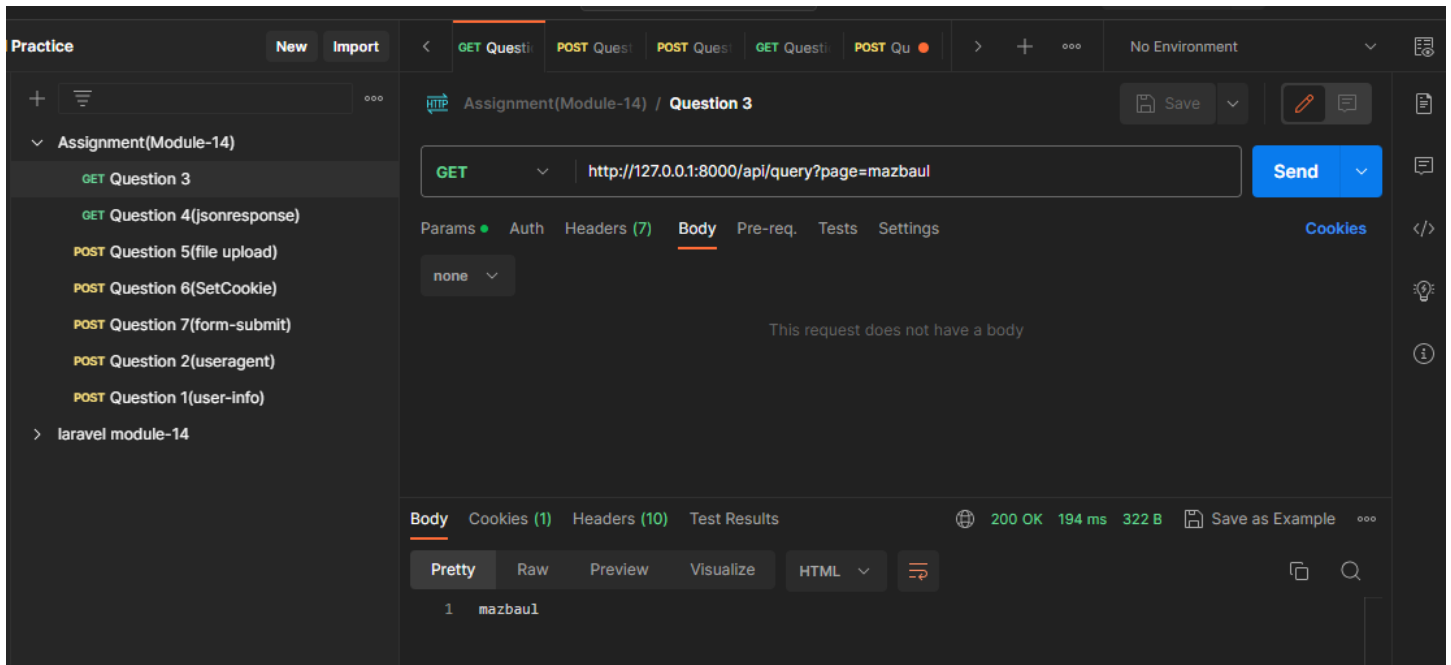 Practice
New
Import
GET Questi
POST Quest
POST Quest
GET Questi
POST Qu
No Environment
HTTP
Assignment(Module-14) / Question 3
Save
Assignment(Module-14)
GET Question 3
GET Question 4(jsonresponse)
POST Question 5(file upload)
POST Question 6(SetCookie)
POST Question 7(form-submit)
POST Question 2(useragent)
POST Question 1(user-info)
laravel module-14
GET
http://127.0.0.1:8000/api/query?page=mazbaul
Send
Params
Auth
Headers (7)
Body
Pre-req.
Tests
Settings
Cookies
</>
none
This request does not have a body
Body
Cookies (1)
Headers (10)
Test Results
200 OK
194 ms
322 B
Save as Example
Pretty
Raw
Preview
Visualize
HTML
1 mazbaul